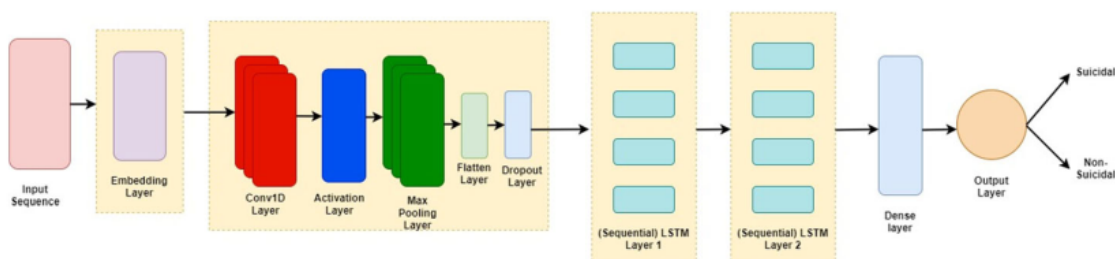 Input
Sequence
Embedding
Layer
Conv1D
Layer
Activation
Layer
Max
Pooling
Layer
Flatten
Layer
Dropout
Layer
(Sequential) LSTM
Layer 1
(Sequential) LSTM
Layer 2
Dense
layer
Output
Layer
Suicidal
Non-
Suicidal